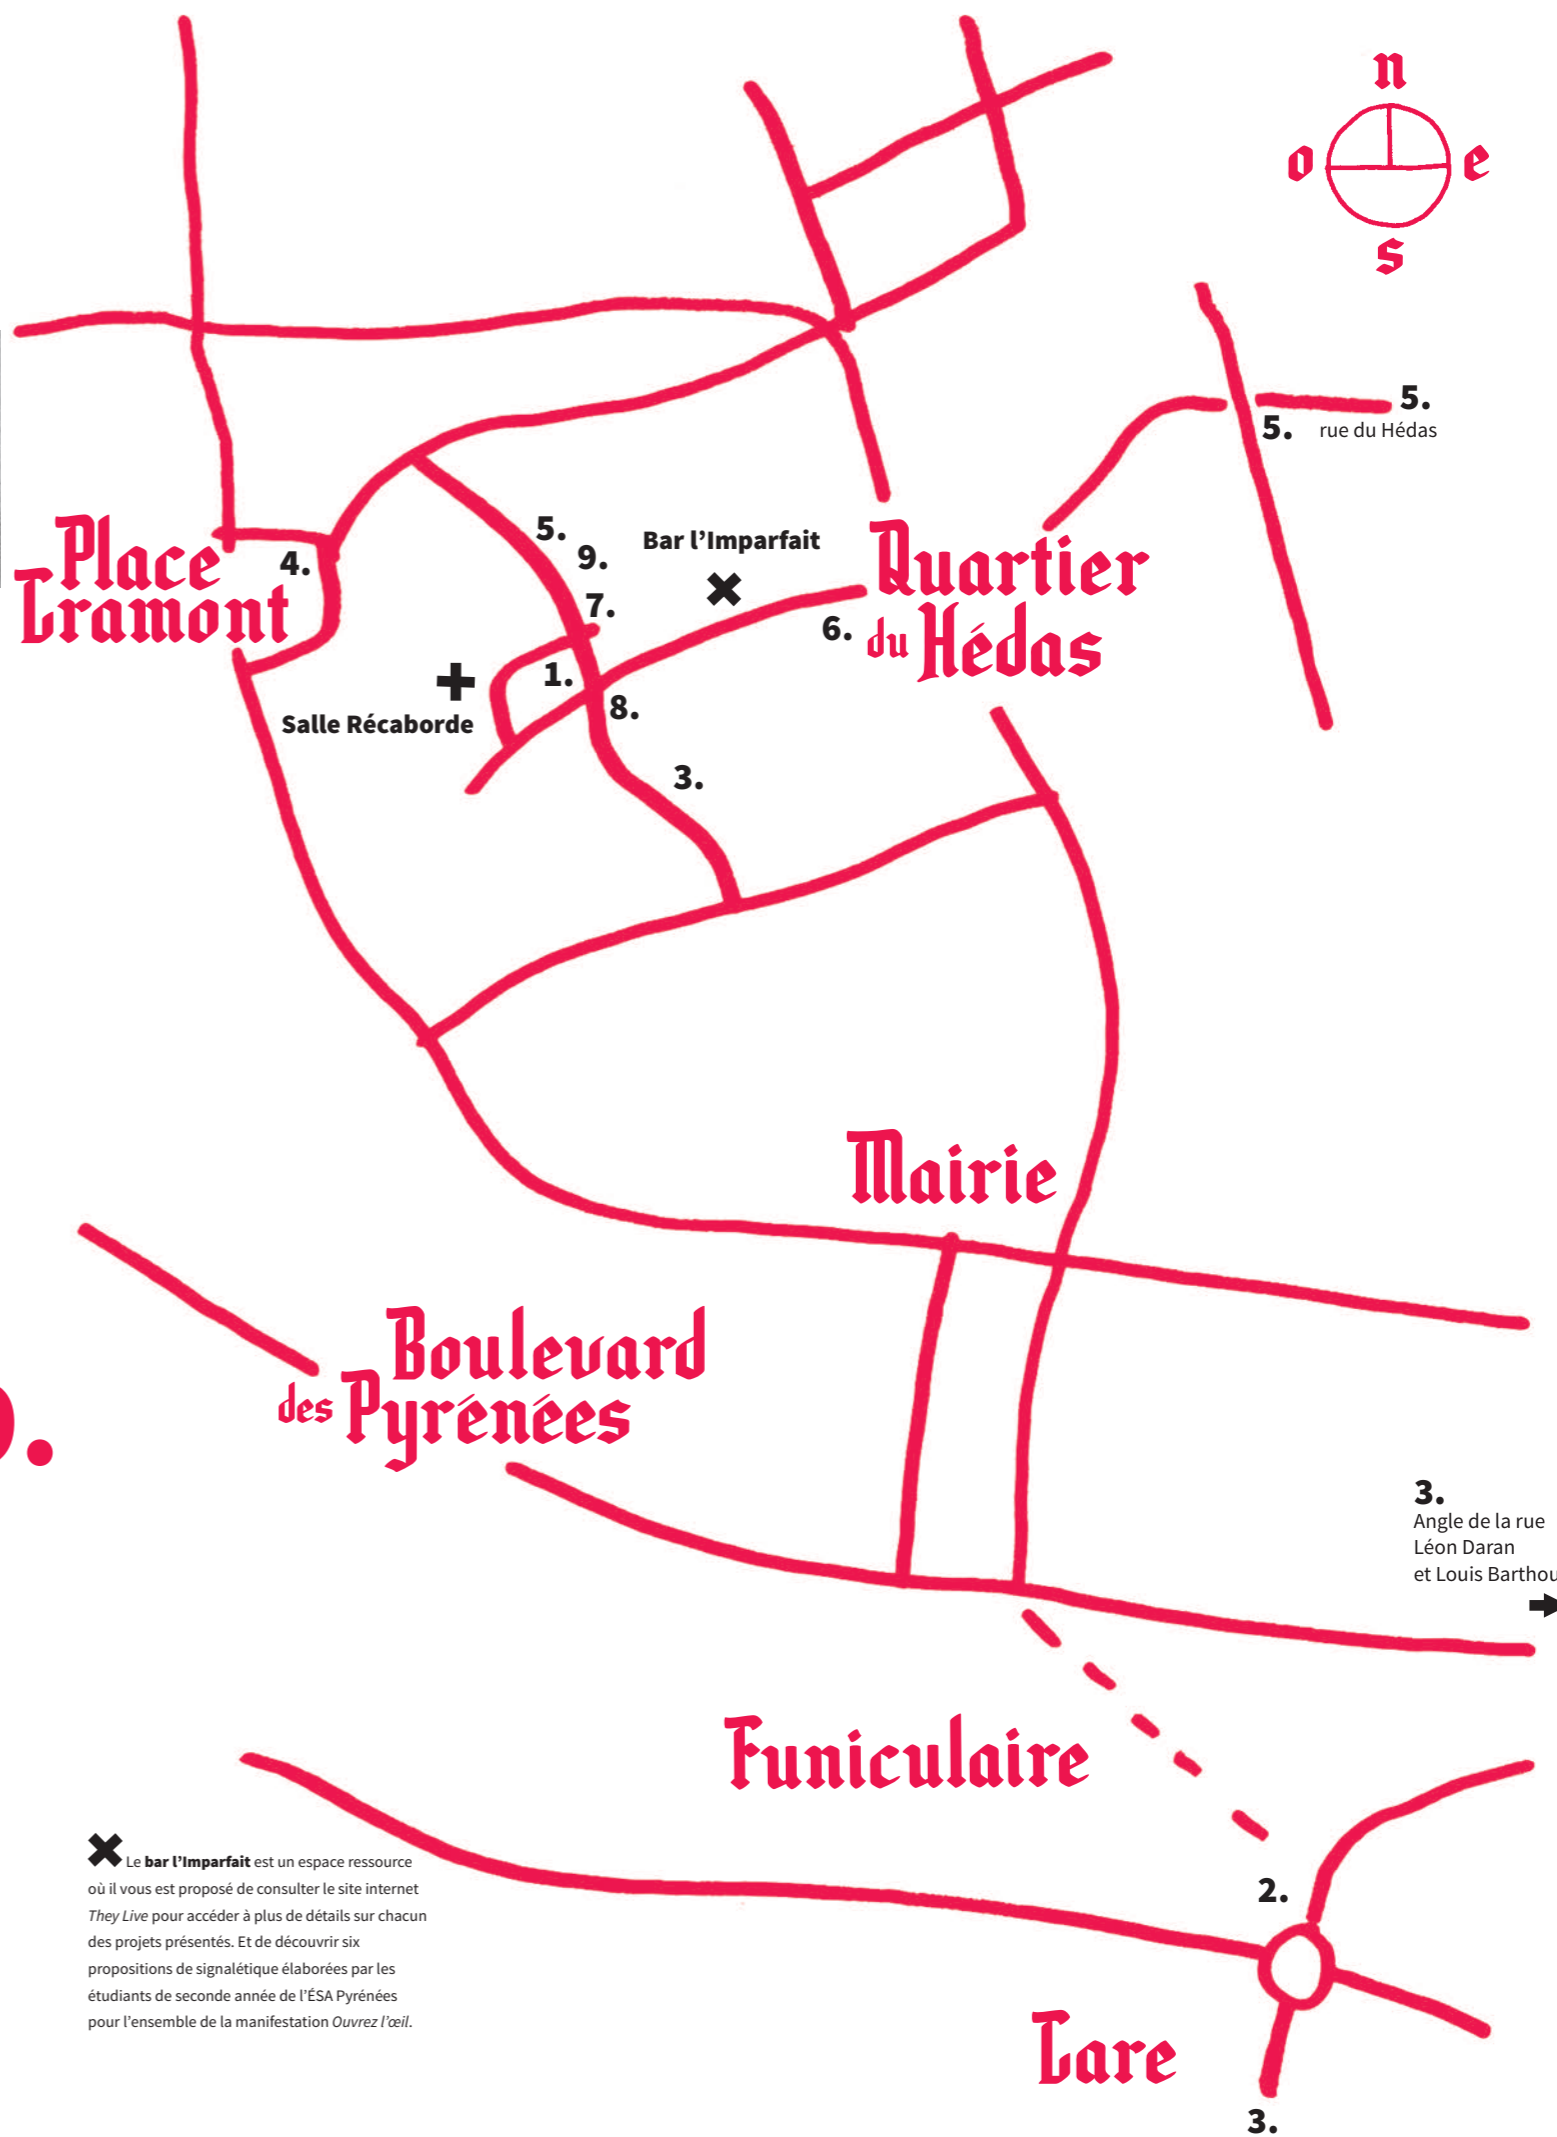 n
o e
s
5.
5. rue du Hédas
Place
Gramont
4.
5.
9.
7.
Bar l’Imparfait
✖
6.
Quartier
du Hédas
1.
+
Salle Récaborde
8.
3.
Mairie
Boulevard
des Pyrénées
3.
Angle de la rue
Léon Daran
et Louis Barthou
Funiculaire
✖ Le bar l’Imparfait est un espace ressource
où il vous est proposé de consulter le site internet
They Live pour accéder à plus de détails sur chacun
des projets présentés. Et de découvrir six
propositions de signalétique élaborées par les
étudiants de seconde année de l’ÉSA Pyrénées
pour l’ensemble de la manifestation Ouvrez l’œil.
2.
Gare
3.